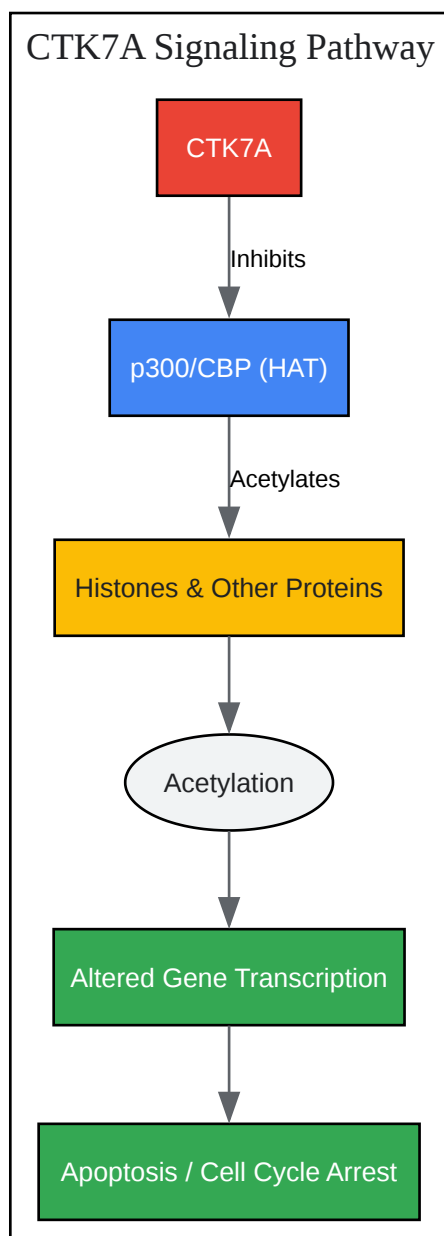 CTK7A Signaling Pathway
CTK7A
Inhibits
p300/CBP (HAT)
Acetylates
Histones & Other Proteins
Acetylation
Altered Gene Transcription
Apoptosis / Cell Cycle Arrest